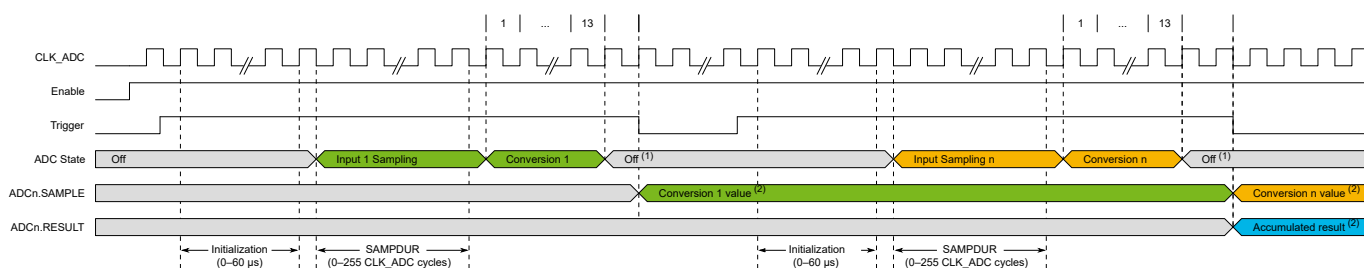 1 ... 13 1 ... 13
CLK_ADC
Enable
Trigger
ADC State Off Input 1 Sampling Conversion 1 Off (1) Input Sampling n Conversion n Off (1)
ADCn.SAMPLE Conversion 1 value (2) Conversion n value (2)
ADCn.RESULT Accumulated result (2)
Initialization SAMPDUR Initialization SAMPDUR
(0–60 µs) (0–255 CLK_ADC cycles) (0–60 µs) (0–255 CLK_ADC cycles)